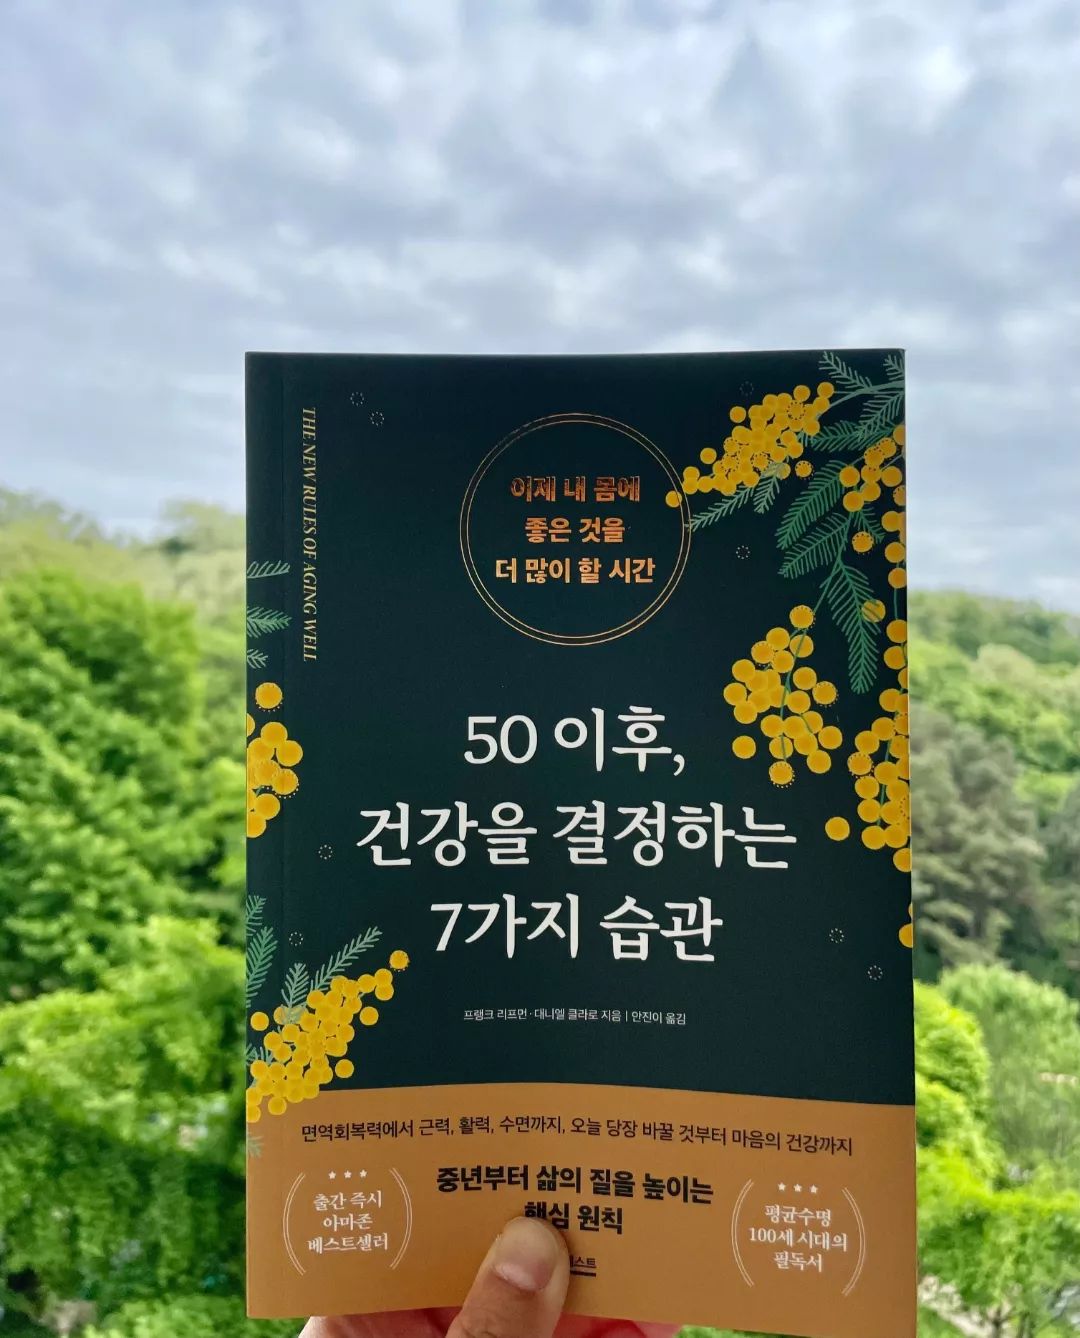 THE NEW RULES OF AGING WELL
이제 내 몸에
좋은 것을
더 많이 할 시간
50 이후,
건강을 결정하는
7가지 습관
프랭크 리프먼·대니엘 클라로 지음 | 안진이 옮김
면역회복력에서 근력, 활력, 수면까지, 오늘 당장 바꿀 것부터 마음의 건강까지
중년부터 삶의 질을 높이는
핵심 원칙
출간 즉시
아마존
베스트셀러
평균수명
100세 시대의
필독서